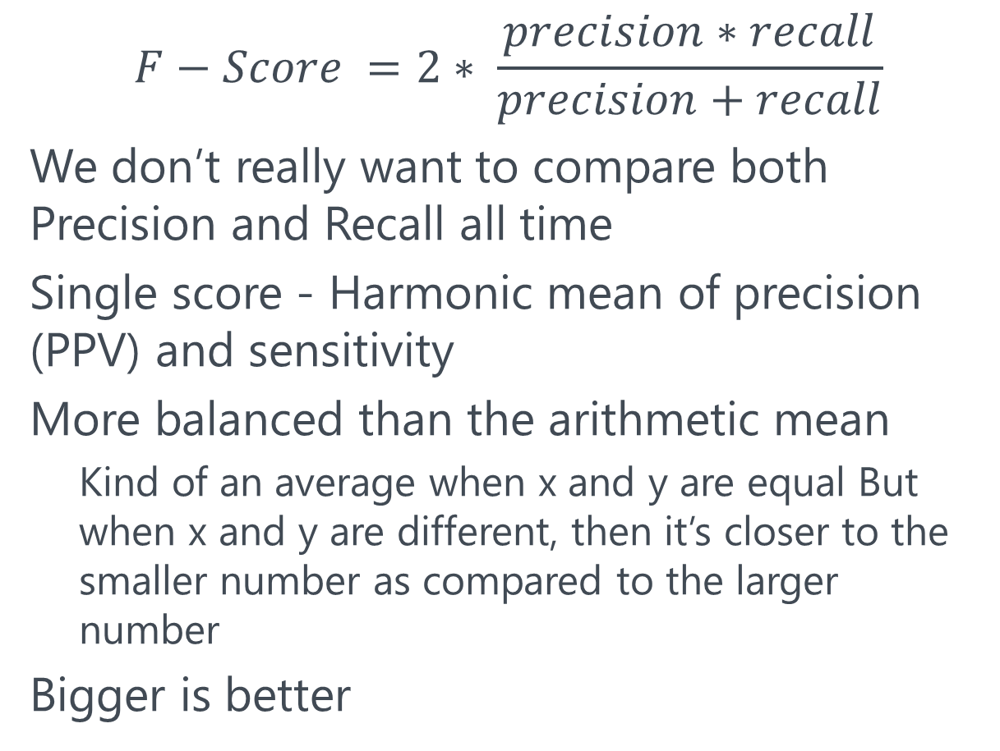 F − Score = 2 * precision * recall / precision + recall
We don’t really want to compare both
Precision and Recall all time
Single score - Harmonic mean of precision
(PPV) and sensitivity
More balanced than the arithmetic mean
Kind of an average when x and y are equal But
when x and y are different, then it’s closer to the
smaller number as compared to the larger
number
Bigger is better